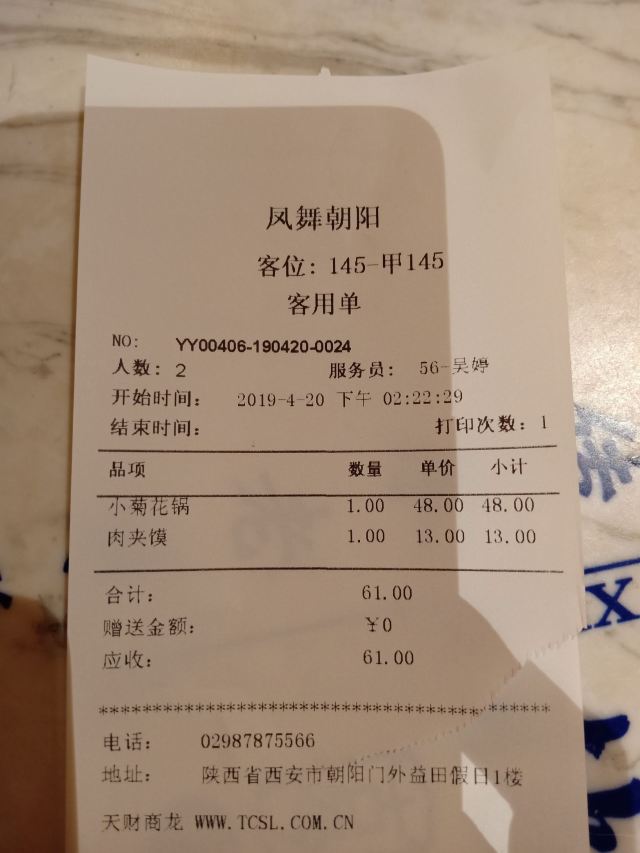 凤舞朝阳
客位: 145-甲145
客用单
NO: YY00406-190420-0024
人数: 2 服务员: 56-吴婷
开始时间: 2019-4-20 下午 02:22:29
结束时间: 打印次数: 1
品项 数量 单价 小计
小菊花锅 1.00 48.00 48.00
肉夹馍 1.00 13.00 13.00
合计: 61.00
赠送金额: ¥0
应收: 61.00
***************************************************
电话: 02987875566
地址: 陕西省西安市朝阳门外益田假日1楼
天财商龙 WWW.TCSL.COM.CN